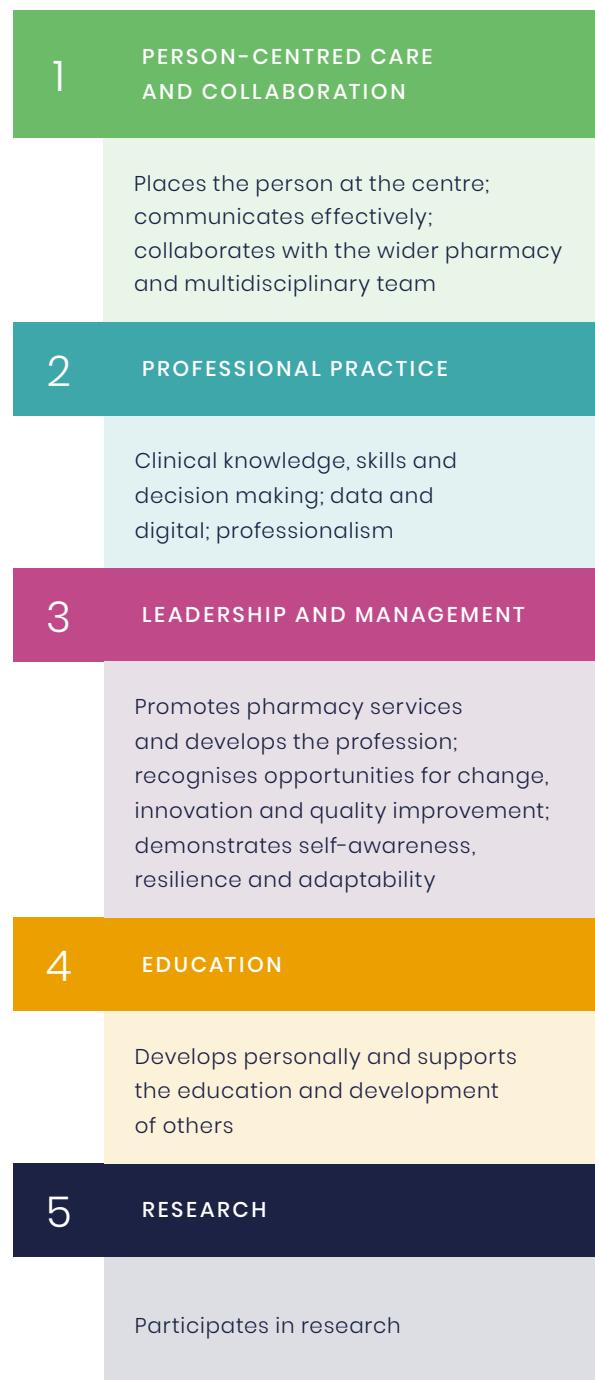 1
PERSON-CENTRED CARE
AND COLLABORATION
Places the person at the centre;
communicates effectively;
collaborates with the wider pharmacy
and multidisciplinary team
2
PROFESSIONAL PRACTICE
Clinical knowledge, skills and
decision making; data and
digital; professionalism
3
LEADERSHIP AND MANAGEMENT
Promotes pharmacy services
and develops the profession;
recognises opportunities for change,
innovation and quality improvement;
demonstrates self-awareness,
resilience and adaptability
4
EDUCATION
Develops personally and supports
the education and development
of others
5
RESEARCH
Participates in research